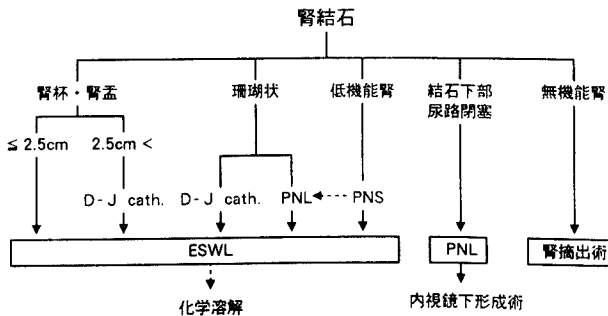 腎結石
腎杯・腎盂
珊瑚状
低機能腎
結石下部
尿路閉塞
無機能腎
≦2.5cm
2.5cm<
D-J cath.
D-J cath.
PNL
PNS
ESWL
PNL
腎摘出術
化学溶解
内視鏡下形成術